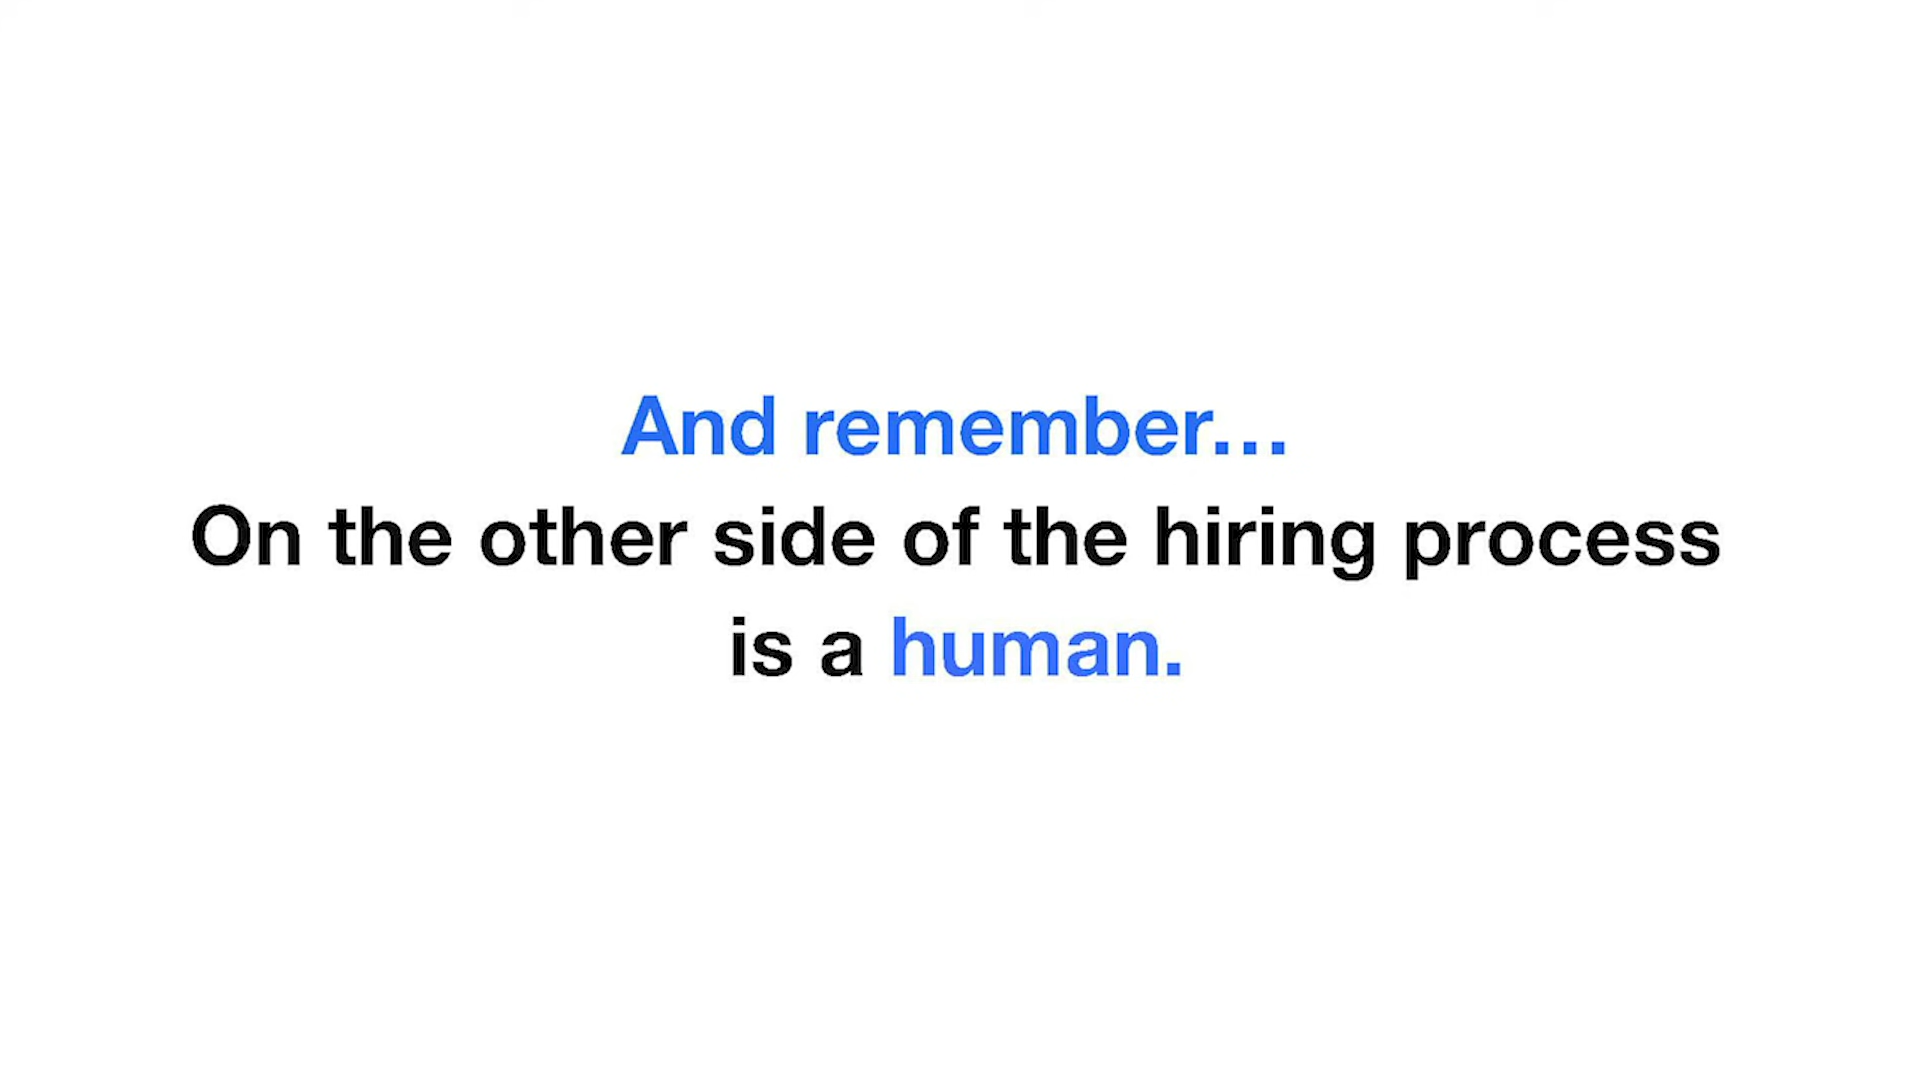 And remember…
On the other side of the hiring process
is a human.